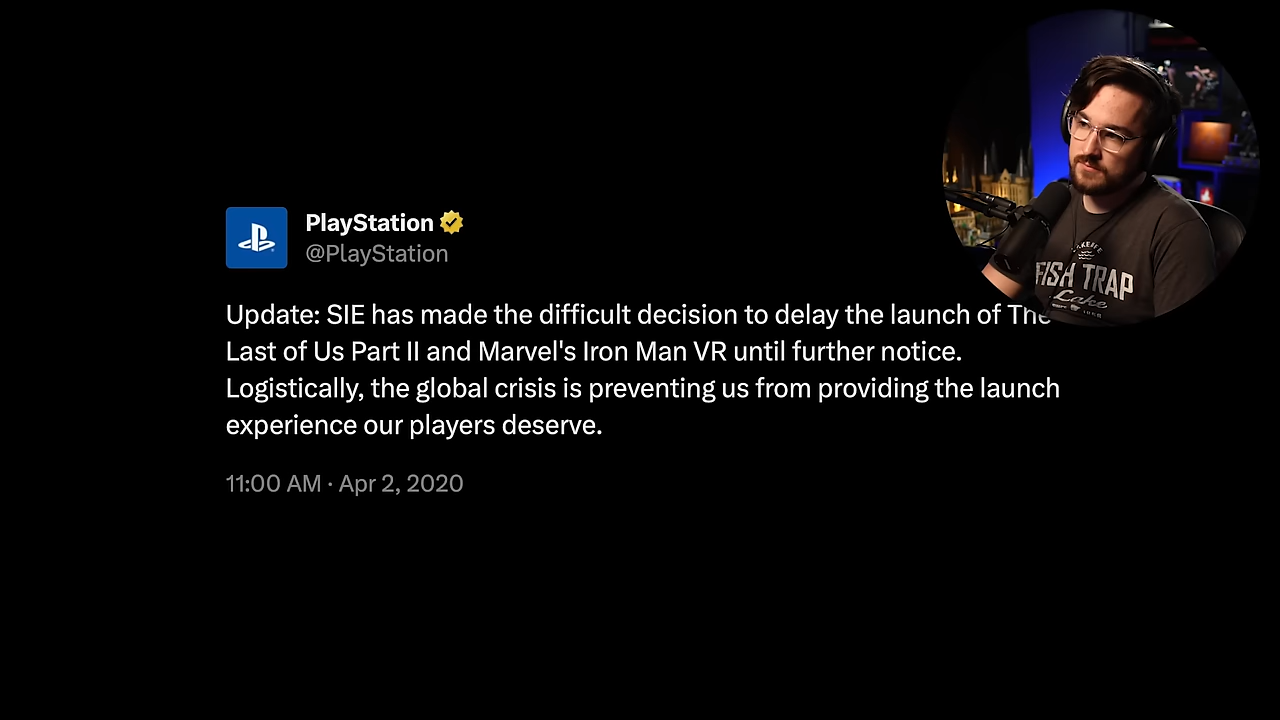 PlayStation
@PlayStation
Update: SIE has made the difficult decision to delay the launch of The
Last of Us Part II and Marvel's Iron Man VR until further notice.
Logistically, the global crisis is preventing us from providing the launch
experience our players deserve.
11:00 AM · Apr 2, 2020
FISH TRAP
Lake